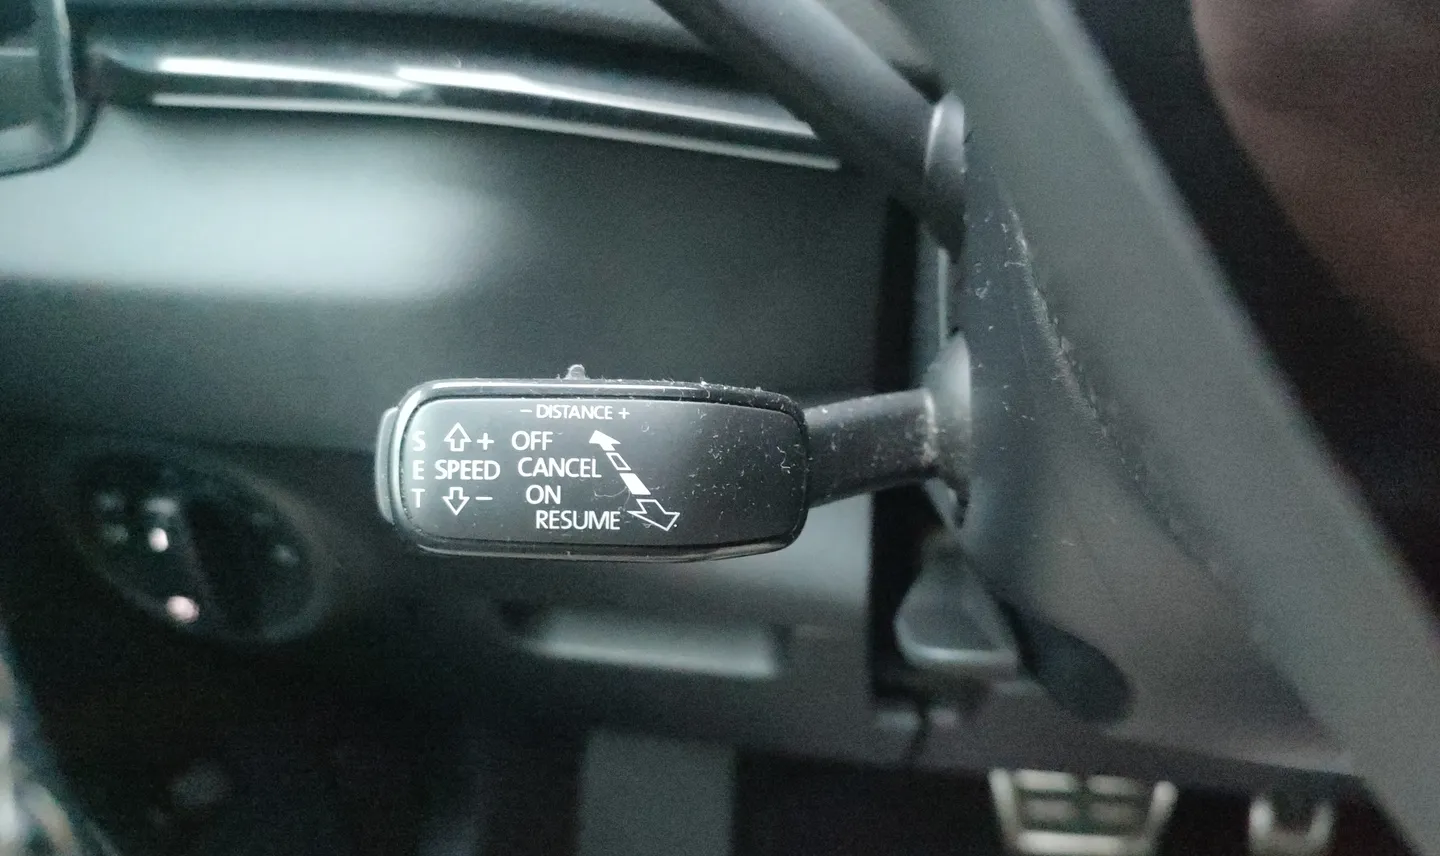 − DISTANCE +
S + OFF
E SPEED CANCEL
T − ON
RESUME